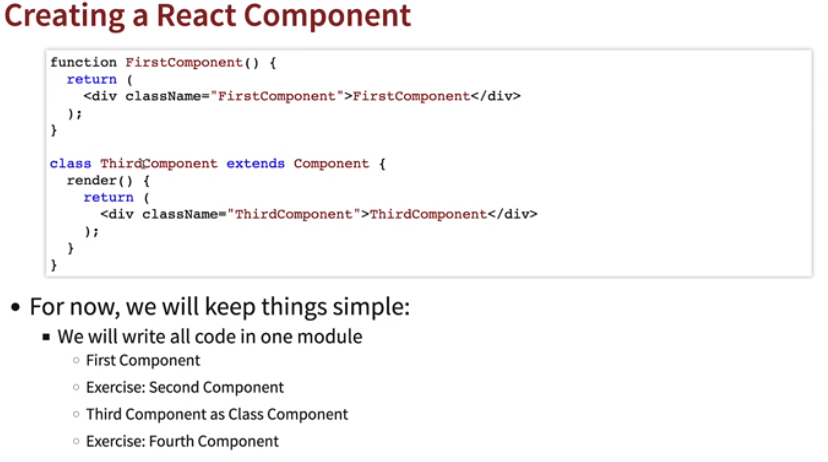 Creating a React Component
function FirstComponent() {
return (
<div className="FirstComponent">FirstComponent</div>
);
}
class ThirdComponent extends Component {
render() {
return (
<div className="ThirdComponent">ThirdComponent</div>
);
}
}
• For now, we will keep things simple:
▪ We will write all code in one module
○ First Component
○ Exercise: Second Component
○ Third Component as Class Component
○ Exercise: Fourth Component